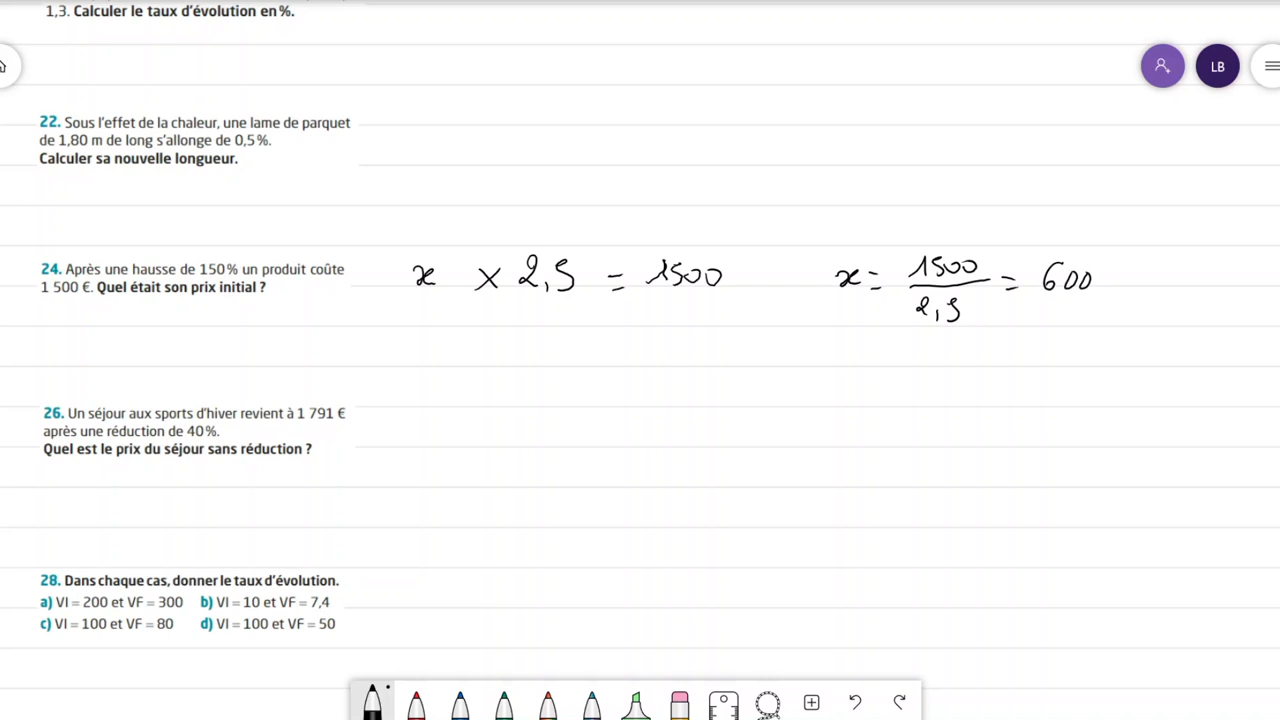 1,3. Calculer le taux d'évolution en %.
LB
22. Sous l'effet de la chaleur, une lame de parquet
de 1,80 m de long s'allonge de 0,5 %.
Calculer sa nouvelle longueur.
24. Après une hausse de 150 % un produit coûte
1 500 €. Quel était son prix initial ?
x × 2,5 = 1500
x = 1500 / 2,5 = 600
26. Un séjour aux sports d'hiver revient à 1 791 €
après une réduction de 40 %.
Quel est le prix du séjour sans réduction ?
28. Dans chaque cas, donner le taux d'évolution.
a) VI = 200 et VF = 300 b) VI = 10 et VF = 7,4
c) VI = 100 et VF = 80 d) VI = 100 et VF = 50